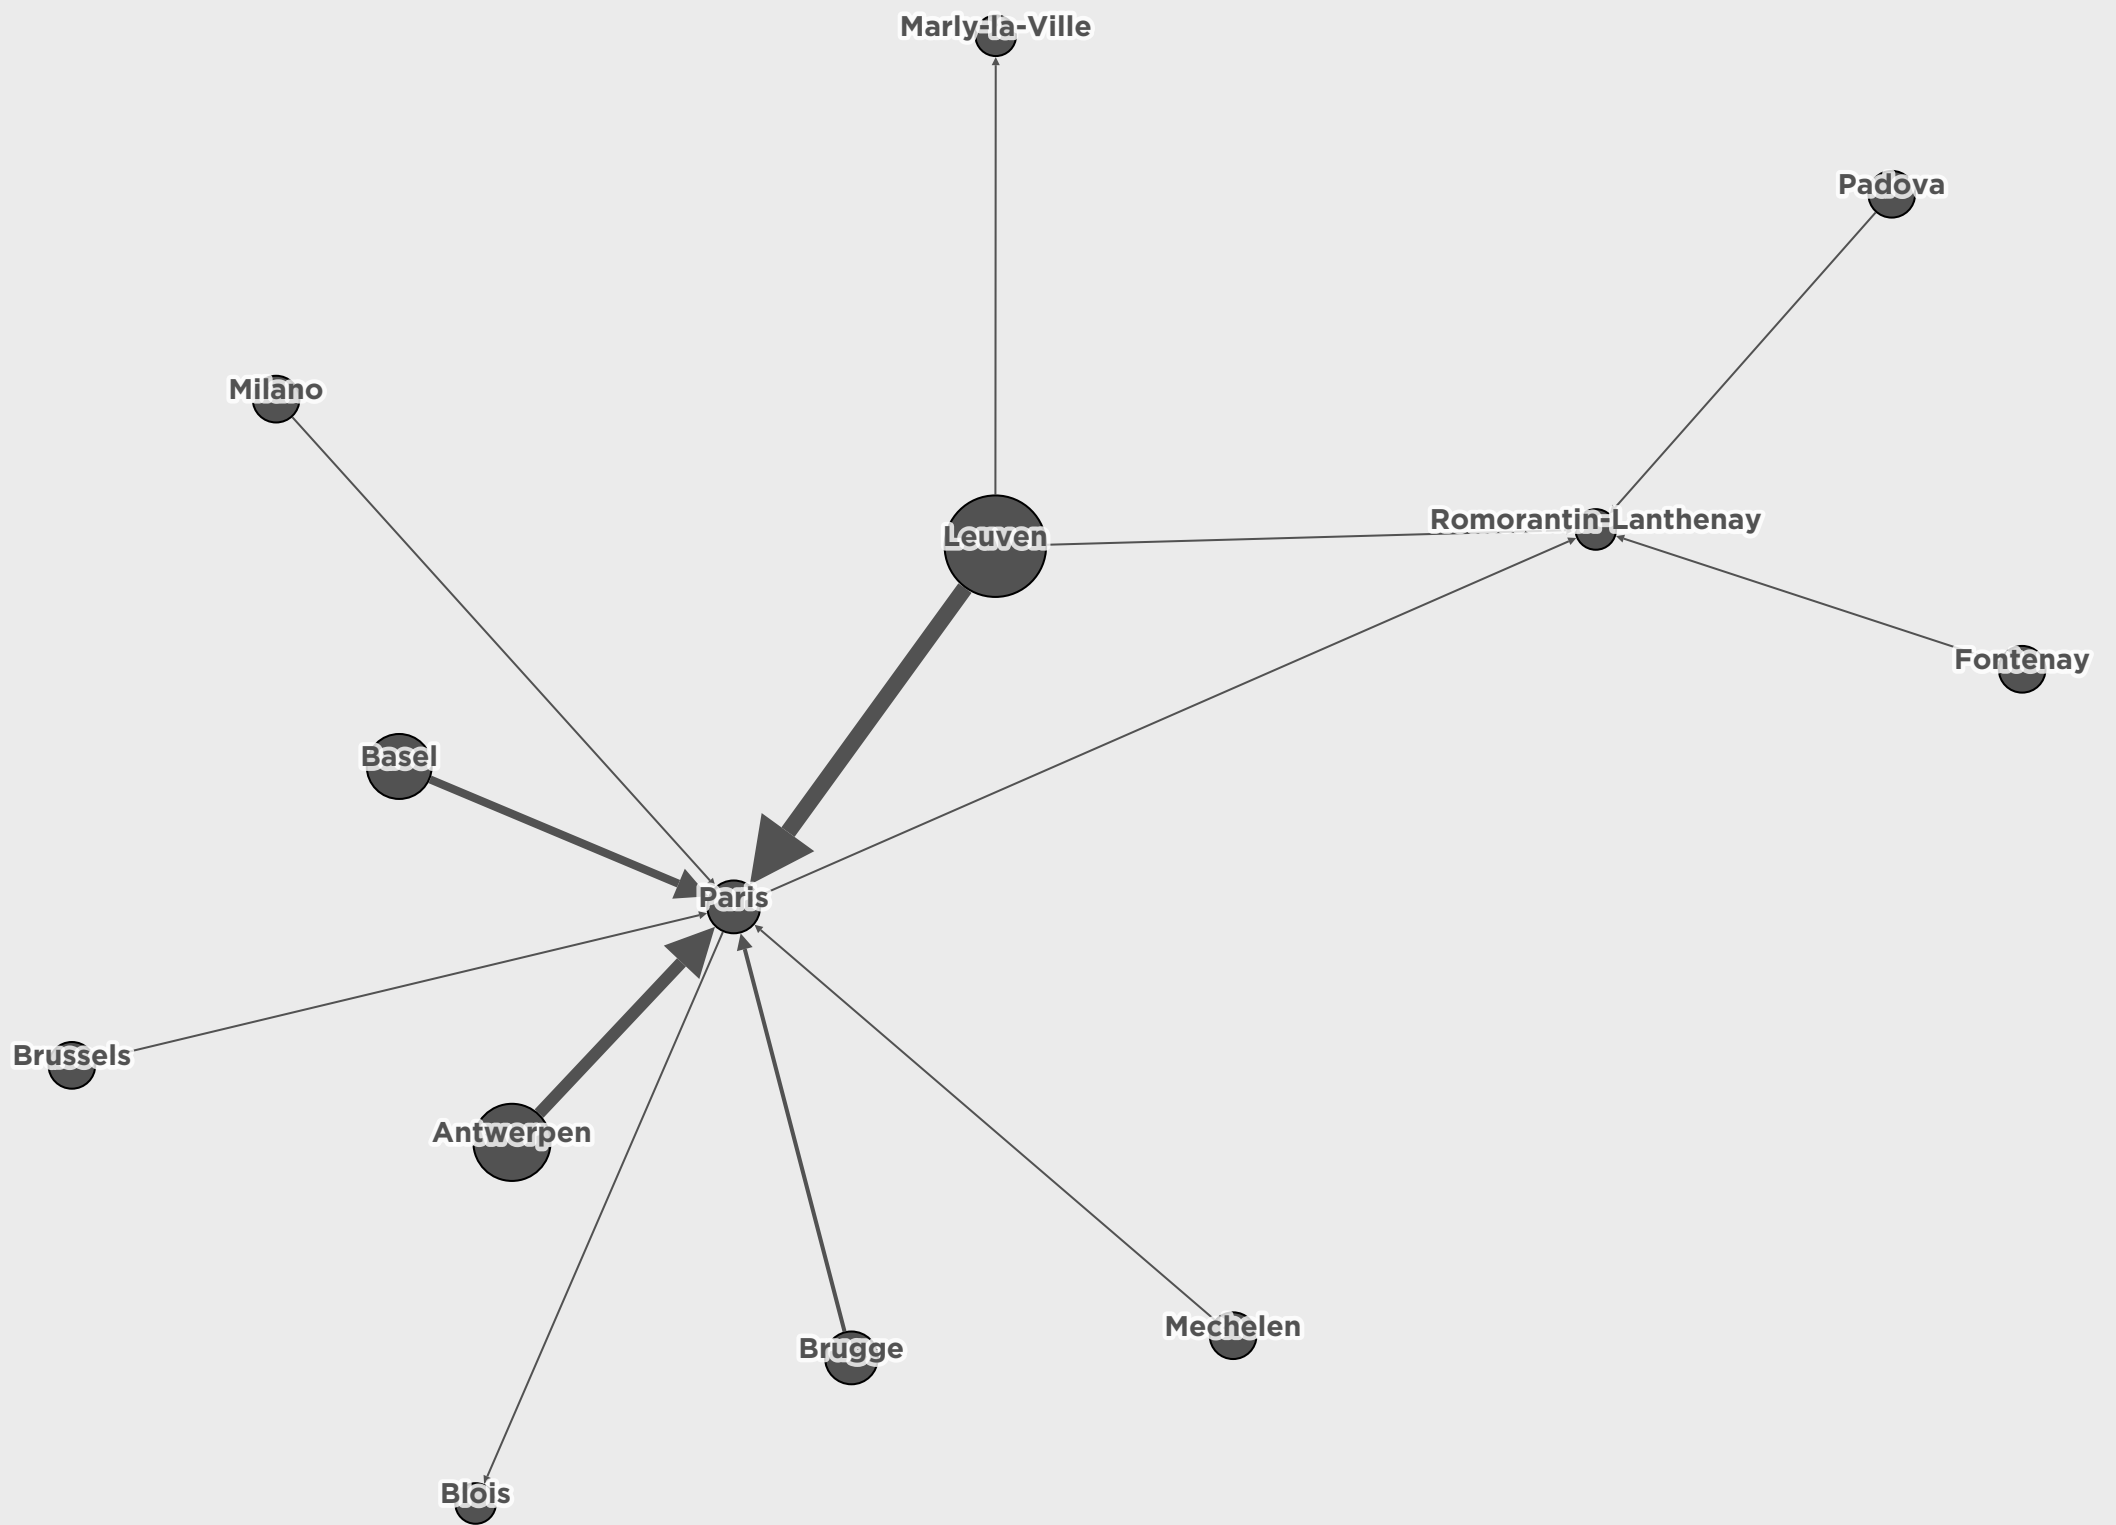 Marly-la-Ville
Padova
Milano
Romorantin-Lanthenay
Leuven
Fontenay
Basel
Paris
Brussels
Antwerpen
Mechelen
Brugge
Blois